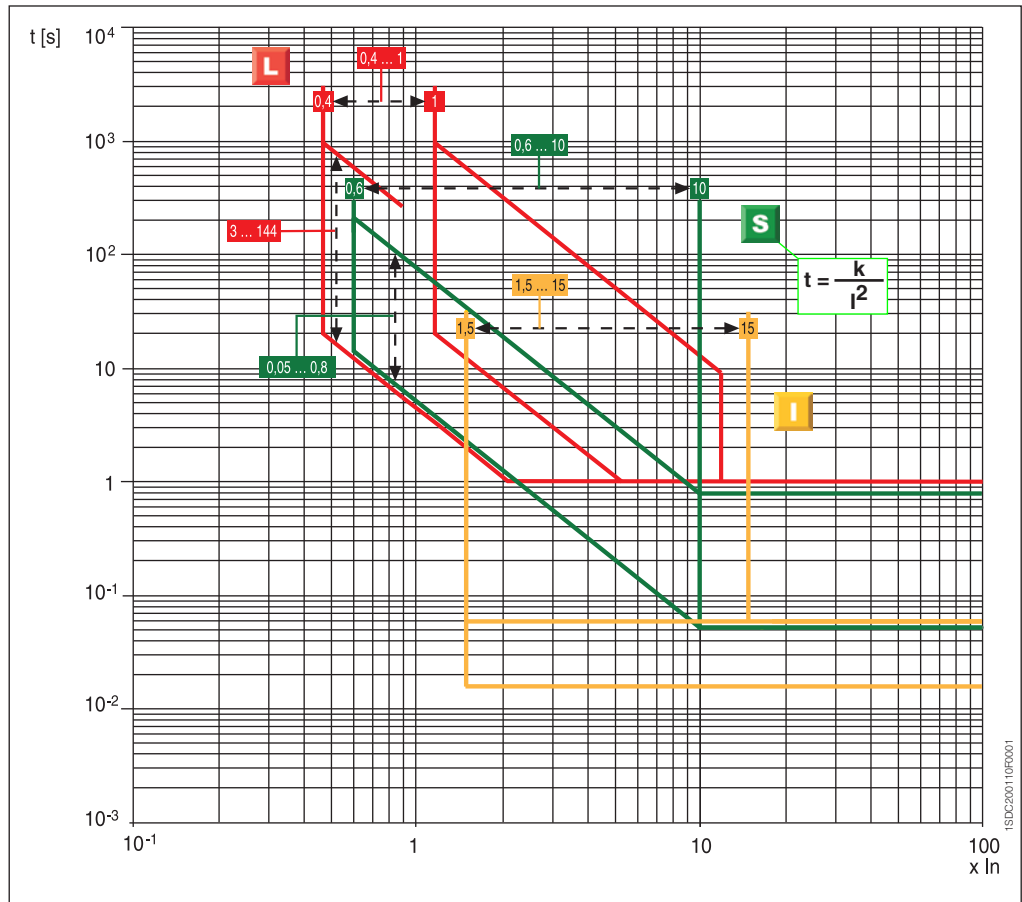 t [s]
10⁴
L
0,4 ... 1
0,4
1
10³
0,6 ... 10
0,6
10
S
3 ... 144
10²
t = k / I²
1,5 ... 15
1,5
15
0,05 ... 0,8
10
I
1
10⁻¹
10⁻²
10⁻³
10⁻¹
1
10
100
x In
1SDC200110F0001